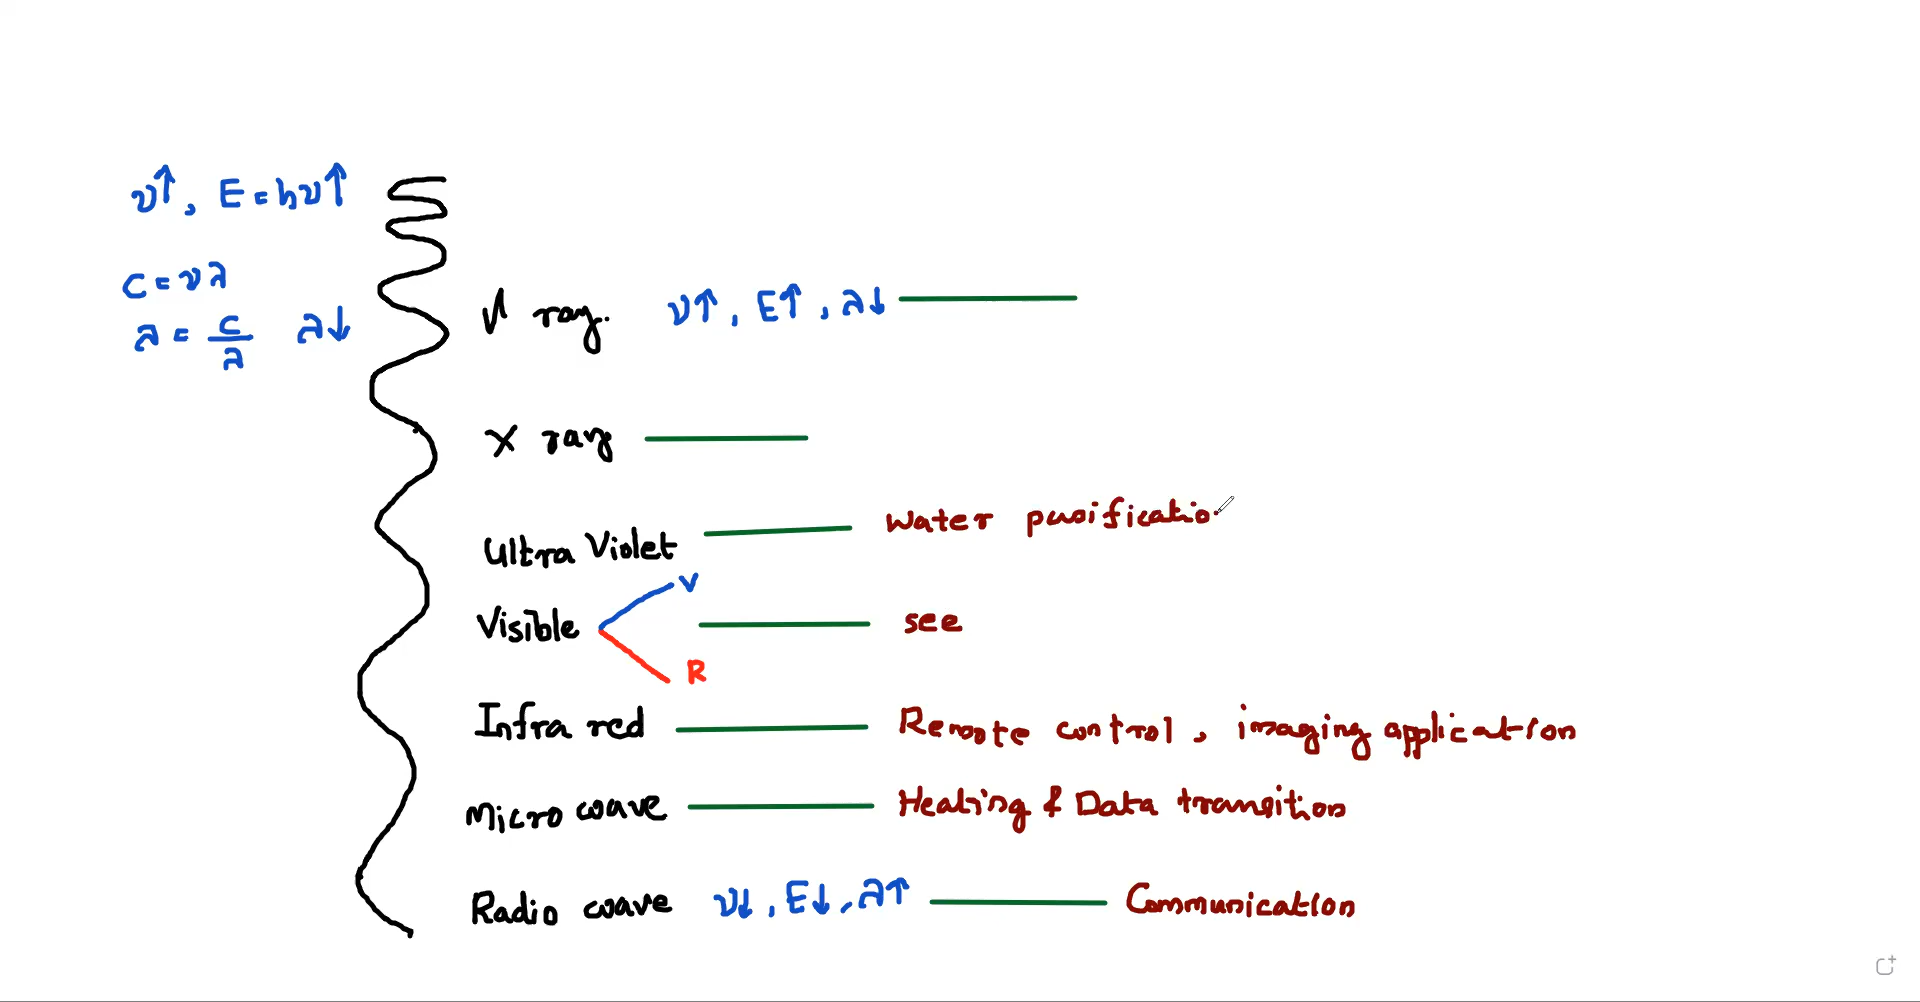 ν↑, E = hν↑
c = νλ
λ = c/λ λ↓
γ ray. ν↑, E↑, λ↓
X ray
Ultra Violet water purificatio
V
Visible see
R
Infra red Remote control, imaging application
Micro wave Heating & Data transition
Radio wave ν↓, E↓, λ↑ Communication